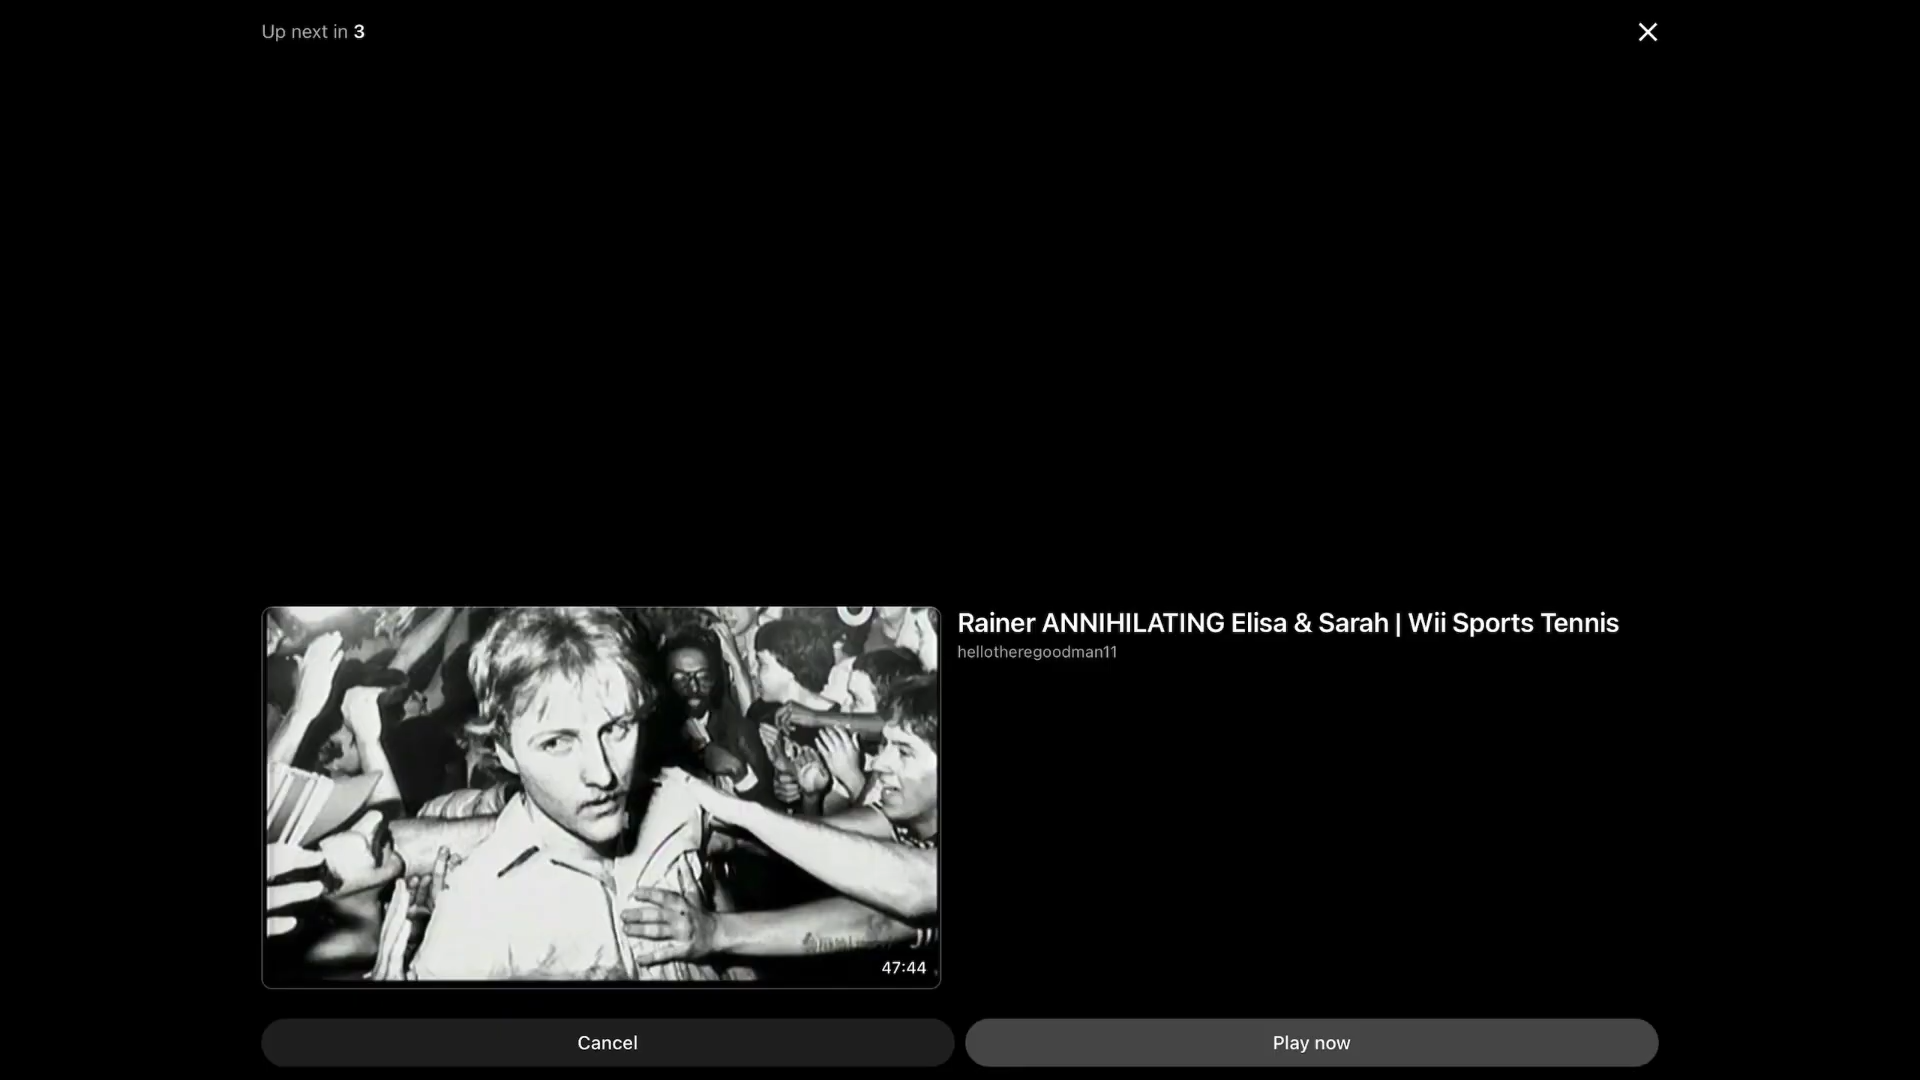 Up next in 3
Rainer ANNIHILATING Elisa & Sarah | Wii Sports Tennis
hellotheregoodman11
47:44
Cancel
Play now